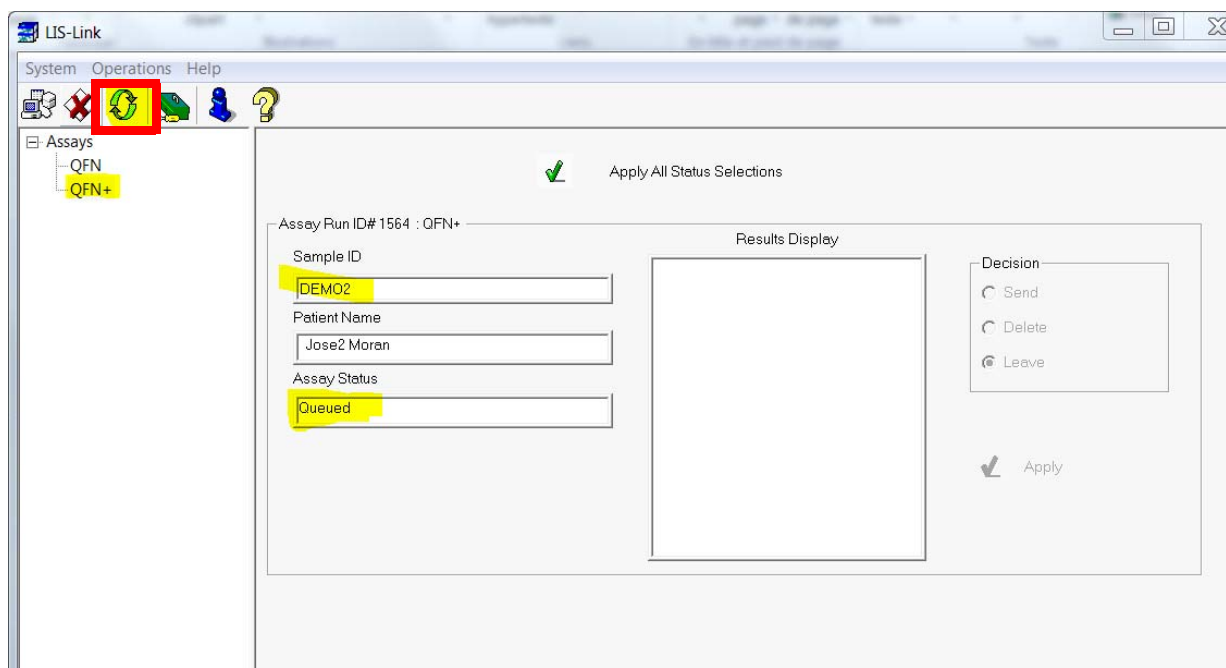 LIS-Link
System Operations Help
Assays
QFN
QFN+
Apply All Status Selections
Assay Run ID# 1564 : QFN+
Sample ID
DEMO2
Patient Name
Jose2 Moran
Assay Status
Queued
Results Display
Decision
Send
Delete
Leave
Apply